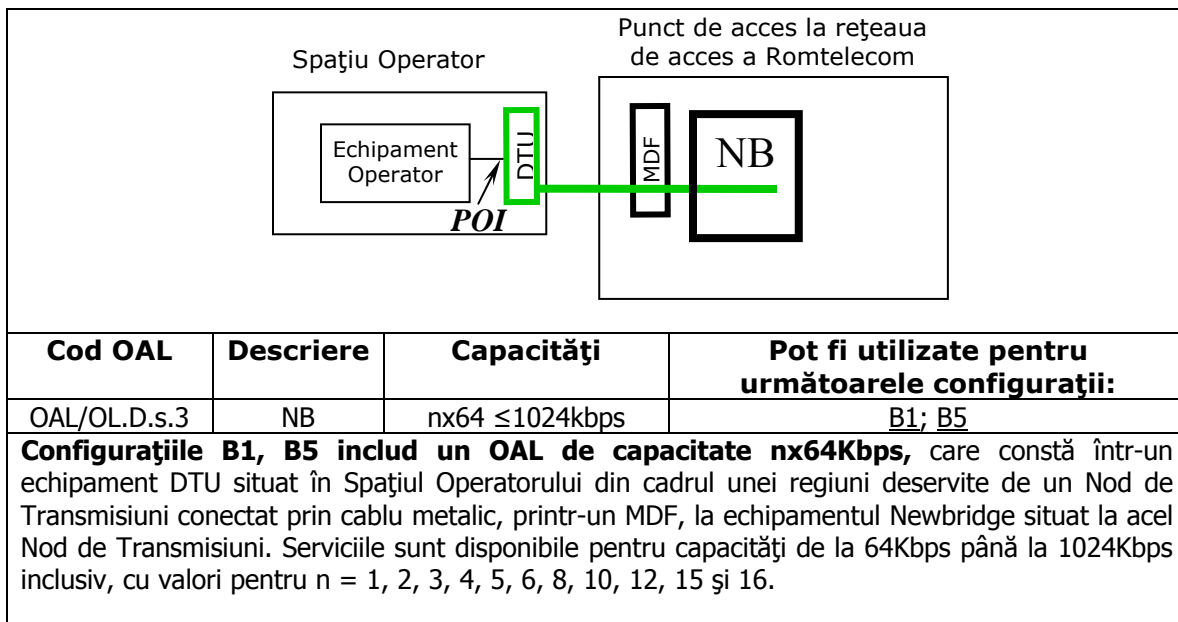 Punct de acces la reţeaua
de acces a Romtelecom
Spaţiu Operator
Echipament
Operator
DTU
POI
MDF
NB
Cod OAL Descriere Capacităţi Pot fi utilizate pentru
următoarele configuraţii:
OAL/OL.D.s.3 NB nx64 ≤1024kbps B1; B5
Configuraţiile B1, B5 includ un OAL de capacitate nx64Kbps, care constă într-un
echipament DTU situat în Spaţiul Operatorului din cadrul unei regiuni deservite de un Nod de
Transmisiuni conectat prin cablu metalic, printr-un MDF, la echipamentul Newbridge situat la acel
Nod de Transmisiuni. Serviciile sunt disponibile pentru capacităţi de la 64Kbps până la 1024Kbps
inclusiv, cu valori pentru n = 1, 2, 3, 4, 5, 6, 8, 10, 12, 15 şi 16.